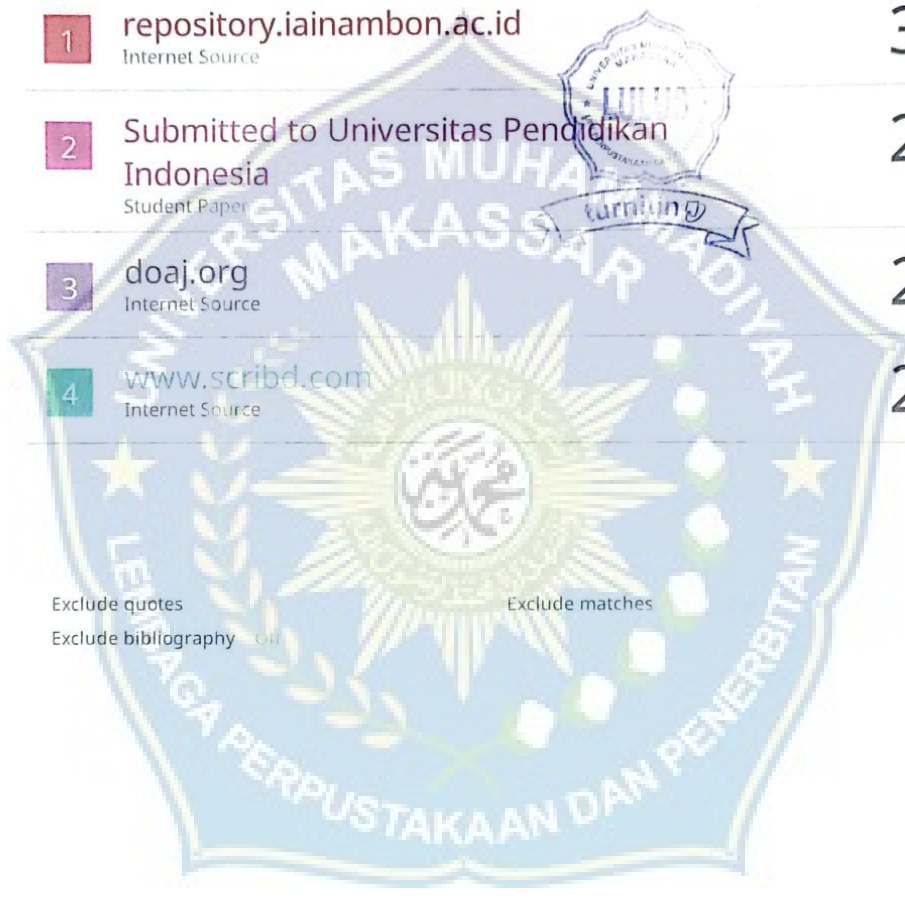 1 repository.iainambon.ac.id
Internet Source
2 Submitted to Universitas Pendidikan
Indonesia
Student Paper
3 doaj.org
Internet Source
4 www.scribd.com
Internet Source
LULUS
turnitin
UNIVERSITAS MUHAMMADIYAH
MAKASSAR
محمد
Exclude quotes
Exclude matches
Exclude bibliography Off
LEMBAGA PERPUSTAKAAN DAN PENERBITAN